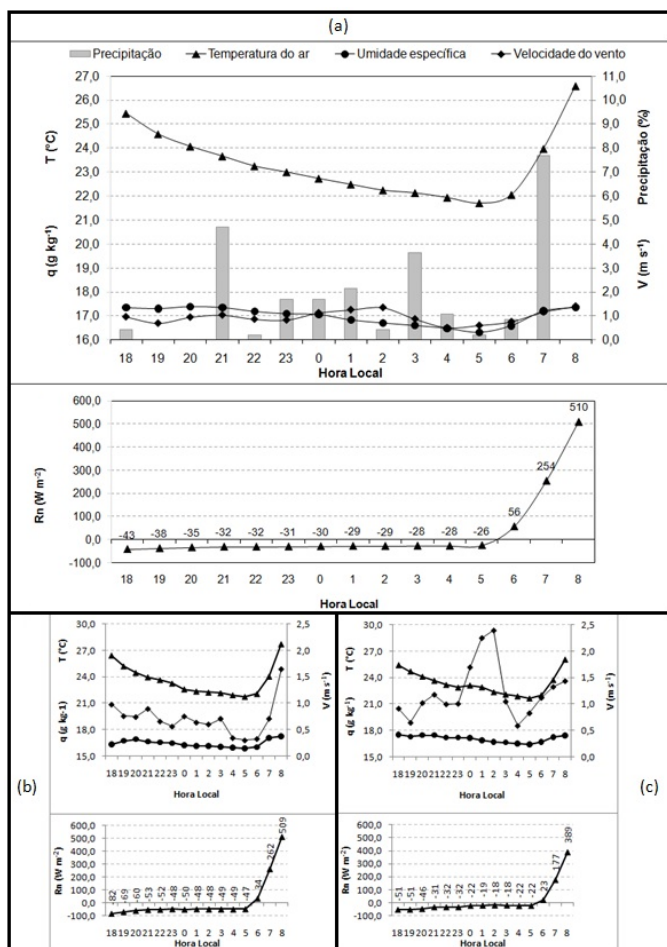 (a)
Precipitação Temperatura do ar Umidade específica Velocidade do vento
27,0
26,0
25,0
24,0
23,0
22,0
21,0
20,0
19,0
18,0
17,0
16,0
T (°C)
q (g kg⁻¹)
11,0
10,0
9,0
8,0
7,0
6,0
5,0
4,0
3,0
2,0
1,0
0,0
Precipitação (%)
V (m s⁻¹)
18 19 20 21 22 23 0 1 2 3 4 5 6 7 8
Hora Local
600,0
500,0
400,0
300,0
200,0
100,0
0,0
-100,0
Rn (W m⁻²)
-43 -38 -35 -32 -32 -31 -30 -29 -29 -28 -28 -26 56 254 510
18 19 20 21 22 23 0 1 2 3 4 5 6 7 8
Hora Local
(b)
30,0
27,0
24,0
21,0
18,0
15,0
T (°C)
q (g kg-1)
2,5
2,0
1,5
1,0
0,5
0,0
V (m s⁻¹)
18 19 20 21 22 23 0 1 2 3 4 5 6 7 8
Hora Local
600,0
500,0
400,0
300,0
200,0
100,0
0,0
-100,0
Rn (W m⁻²)
-82 -69 -60 -53 -52 -48 -50 -48 -48 -49 -49 -47 34 262 509
18 19 20 21 22 23 0 1 2 3 4 5 6 7 8
Hora Local
(c)
30,0
27,0
24,0
21,0
18,0
15,0
T (°C)
q (g kg⁻¹)
2,5
2,0
1,5
1,0
0,5
0,0
V (m s⁻¹)
18 19 20 21 22 23 0 1 2 3 4 5 6 7 8
Hora Local
600,0
500,0
400,0
300,0
200,0
100,0
0,0
-100,0
Rn (W m⁻²)
-51 -51 -46 -31 -32 -32 -22 -19 -18 -18 -22 -22 23 177 389
18 19 20 21 22 23 0 1 2 3 4 5 6 7 8
Hora Local